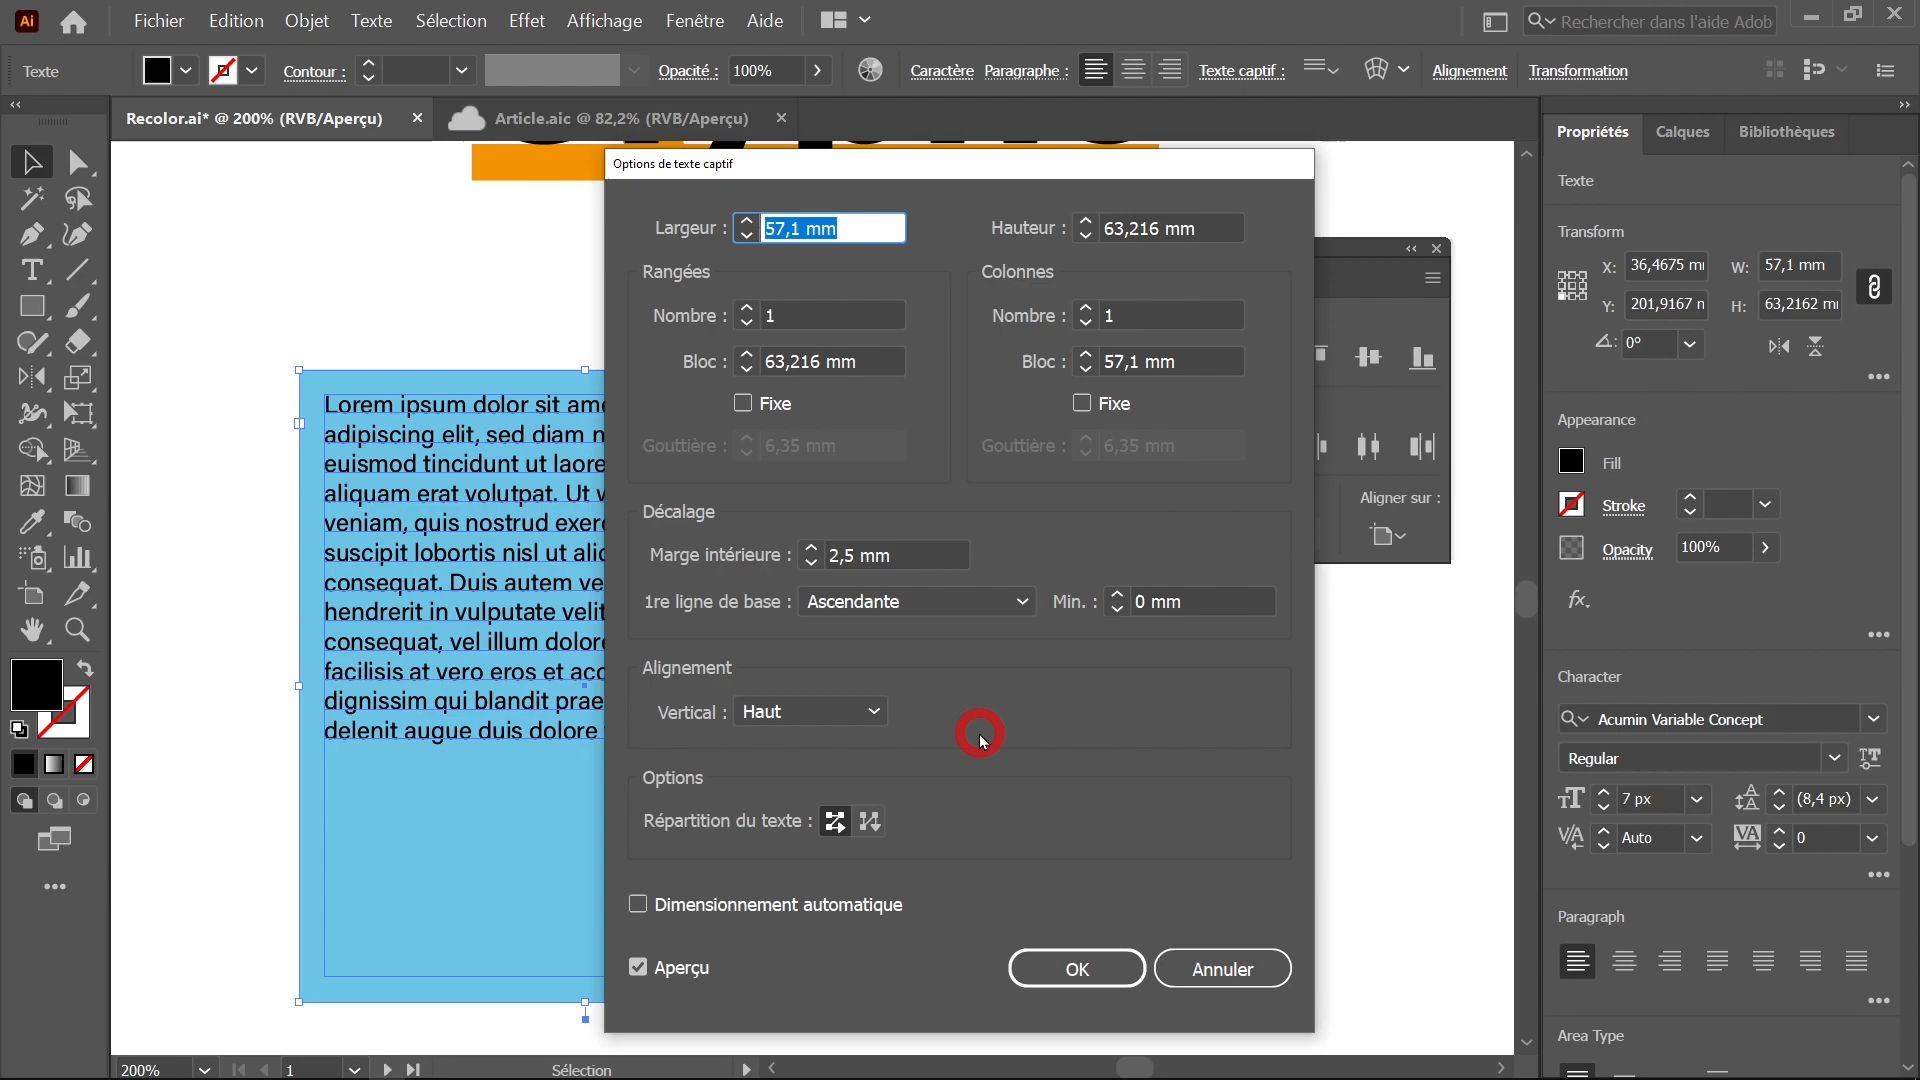 Ai Fichier Edition Objet Texte Sélection Effet Affichage Fenêtre Aide Rechercher dans l'aide Adob
Texte Contour : Opacité : 100% Caractère Paragraphe : Texte captif : Alignement Transformation
Recolor.ai* @ 200% (RVB/Aperçu) Article.aic @ 82,2% (RVB/Aperçu)
Options de texte captif
Largeur : 57,1 mm Hauteur : 63,216 mm
Rangées Colonnes
Nombre : 1 Nombre : 1
Bloc : 63,216 mm Bloc : 57,1 mm
Fixe Fixe
Gouttière : 6,35 mm Gouttière : 6,35 mm
Décalage
Marge intérieure : 2,5 mm
1re ligne de base : Ascendante Min. : 0 mm
Alignement
Vertical : Haut
Options
Répartition du texte :
Dimensionnement automatique
Aperçu OK Annuler
Lorem ipsum dolor sit ame
adipiscing elit, sed diam n
euismod tincidunt ut laore
aliquam erat volutpat. Ut
veniam, quis nostrud exerc
suscipit lobortis nisl ut alic
consequat. Duis autem ve
hendrerit in vulputate velit
consequat, vel illum dolore
facilisis at vero eros et acc
dignissim qui blandit prae
delenit augue duis dolore
Aligner sur :
Propriétés Calques Bibliothèques
Texte
Transform
X: 36,4675 W: 57,1 mm
Y: 201,9167 H: 63,2162
0°
Appearance
Fill
Stroke
Opacity 100%
fx.
Character
Acumin Variable Concept
Regular
7 px (8,4 px)
Auto 0
Paragraph
Area Type
200% 1 Sélection